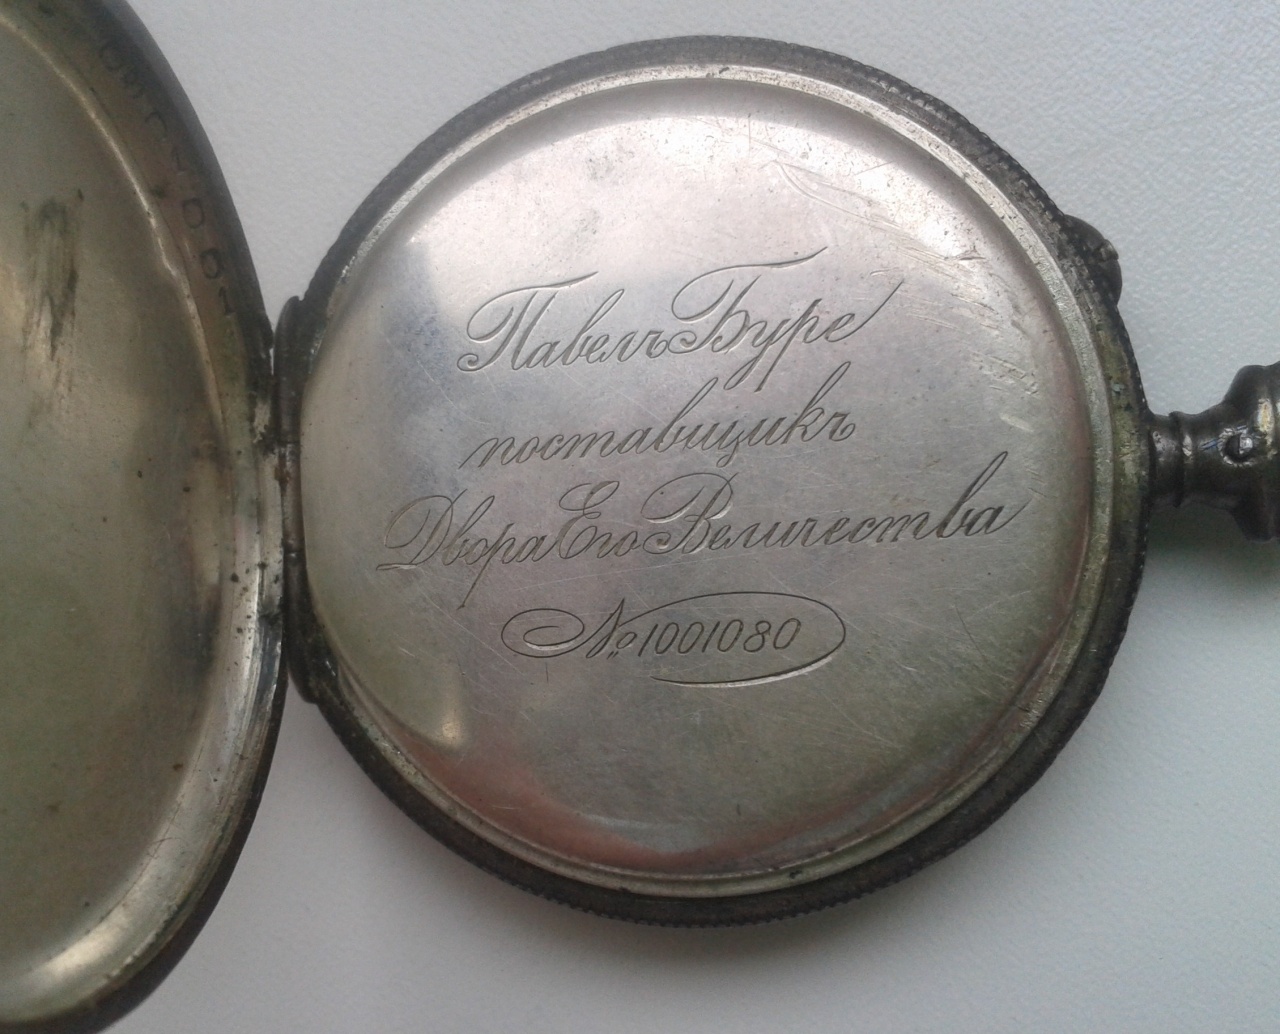 Павелъ Буре
поставщикъ
Двора Его Величества
№ 1001080